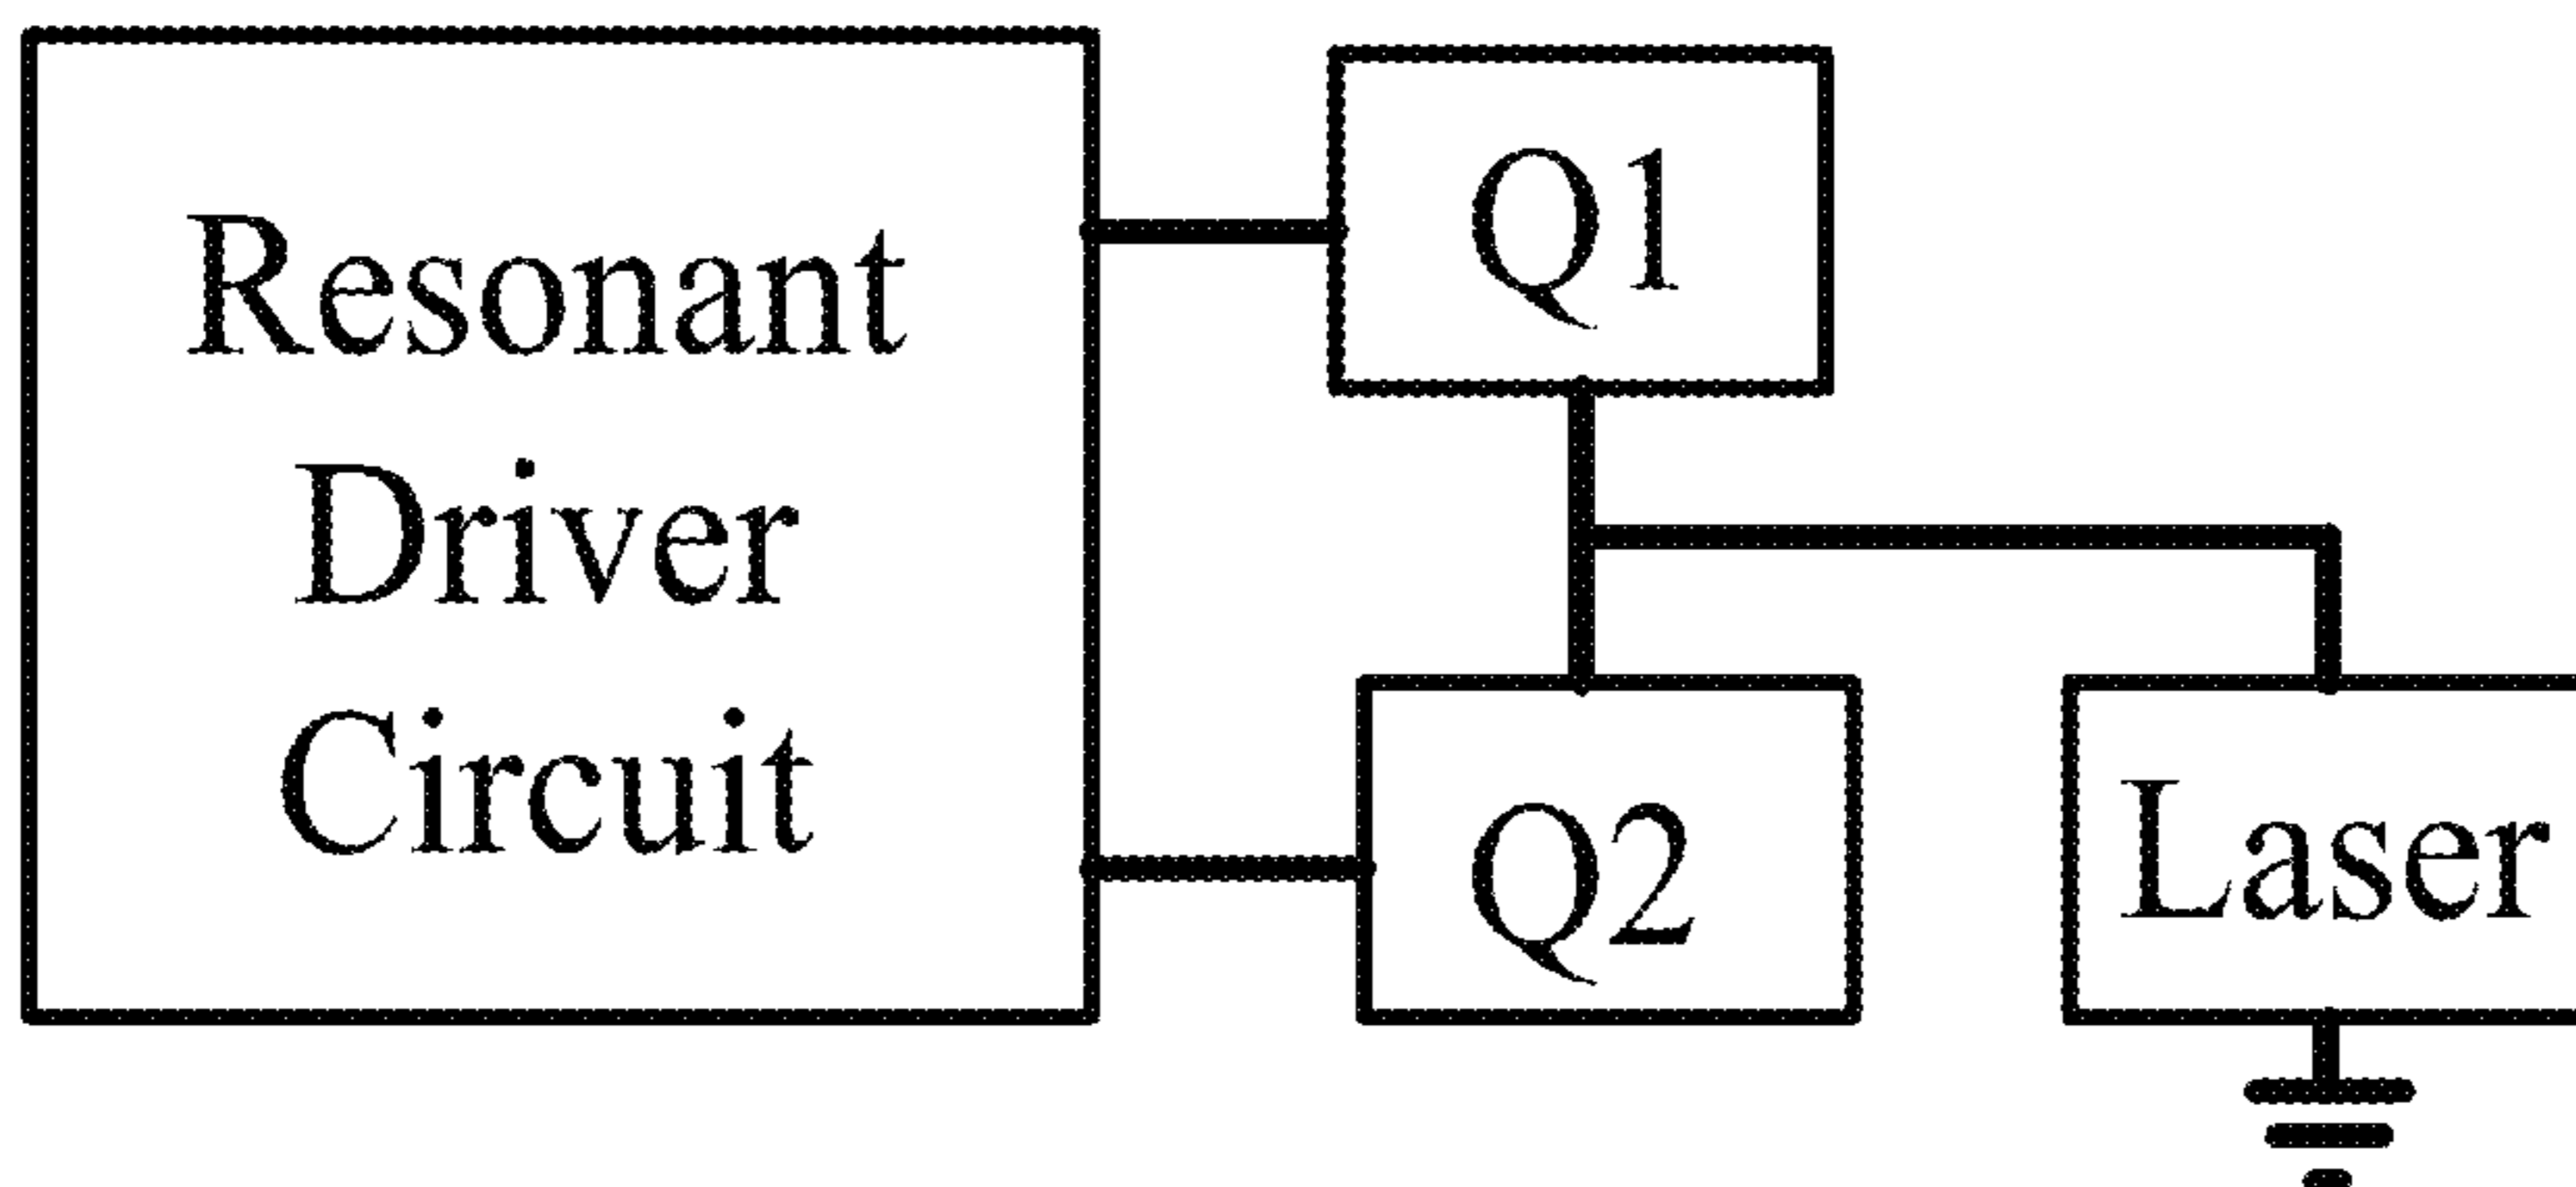 Resonant
Driver
Circuit
Q1
Q2
Laser